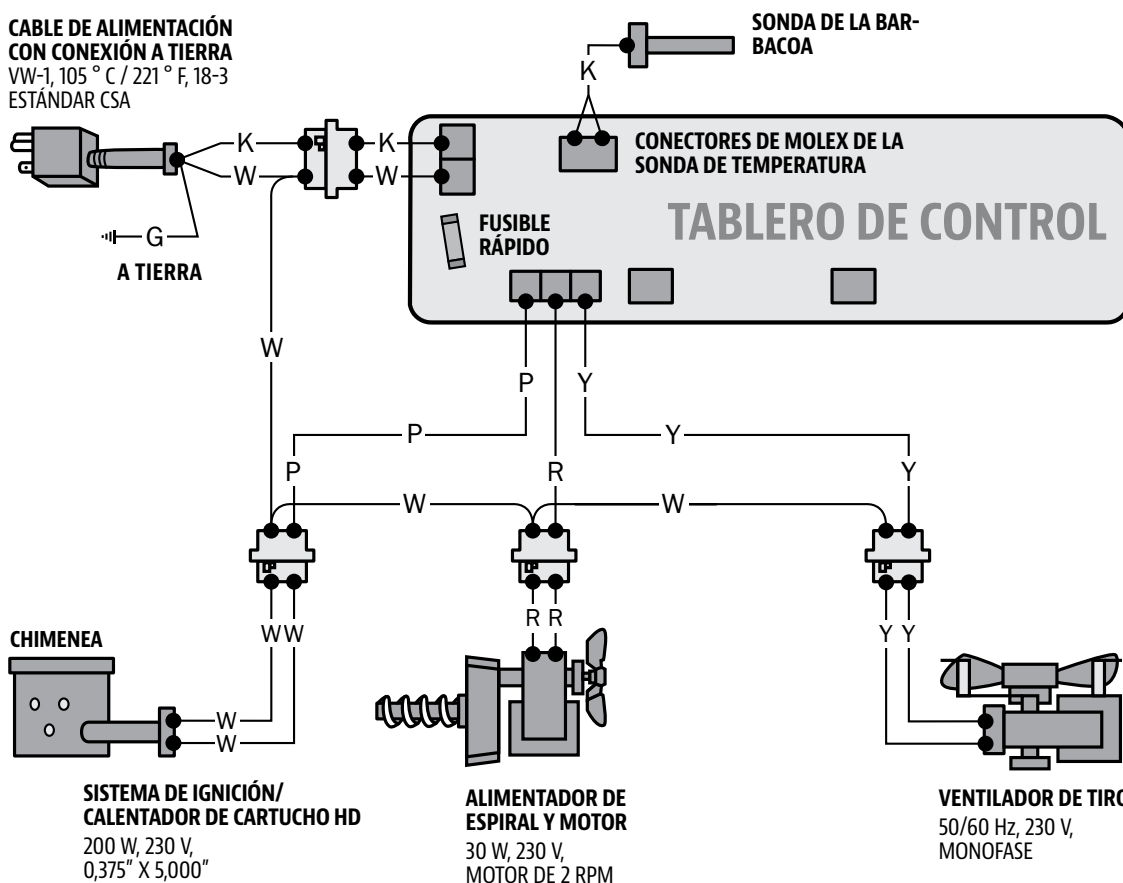 CABLE DE ALIMENTACIÓN
CON CONEXIÓN A TIERRA
VW-1, 105 ° C / 221 ° F, 18-3
ESTÁNDAR CSA
SONDA DE LA BAR-
BACOA
K
CONECTORES DE MOLEX DE LA
SONDA DE TEMPERATURA
K
K
W
W
TABLERO DE CONTROL
FUSIBLE
RÁPIDO
G
A TIERRA
W
P
Y
P
Y
P
R
Y
W
W
R R
W W
Y Y
CHIMENEA
W
W
SISTEMA DE IGNICIÓN/
CALENTADOR DE CARTUCHO HD
200 W, 230 V,
0,375" X 5,000"
ALIMENTADOR DE
ESPIRAL Y MOTOR
30 W, 230 V,
MOTOR DE 2 RPM
VENTILADOR DE TIRO
50/60 Hz, 230 V,
MONOFASE